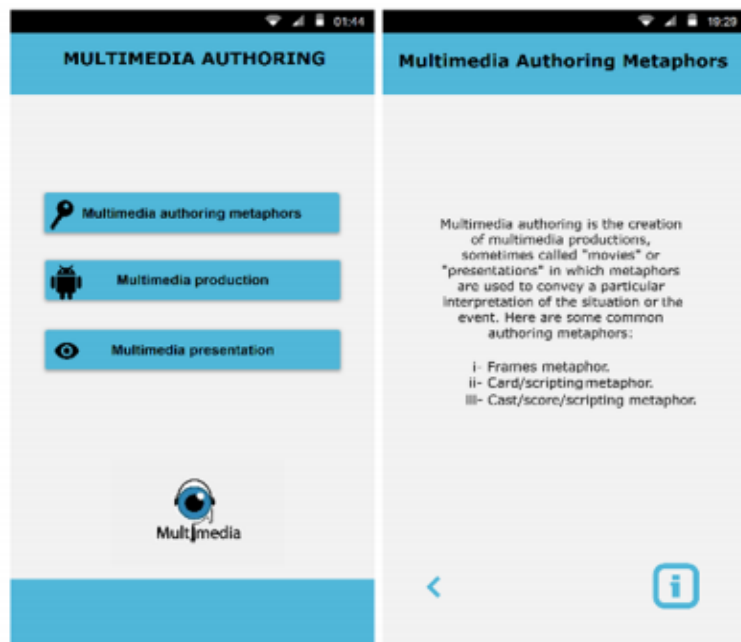 01:44
MULTIMEDIA AUTHORING
Multimedia authoring metaphors
Multimedia production
Multimedia presentation
Multimedia
19:29
Multimedia Authoring Metaphors
Multimedia authoring is the creation
of multimedia productions,
sometimes called "movies" or
"presentations" in which metaphors
are used to convey a particular
interpretation of the situation or the
event. Here are some common
authoring metaphors:
i- Frames metaphor.
ii- Card/scripting metaphor.
iii- Cast/score/scripting metaphor.
i